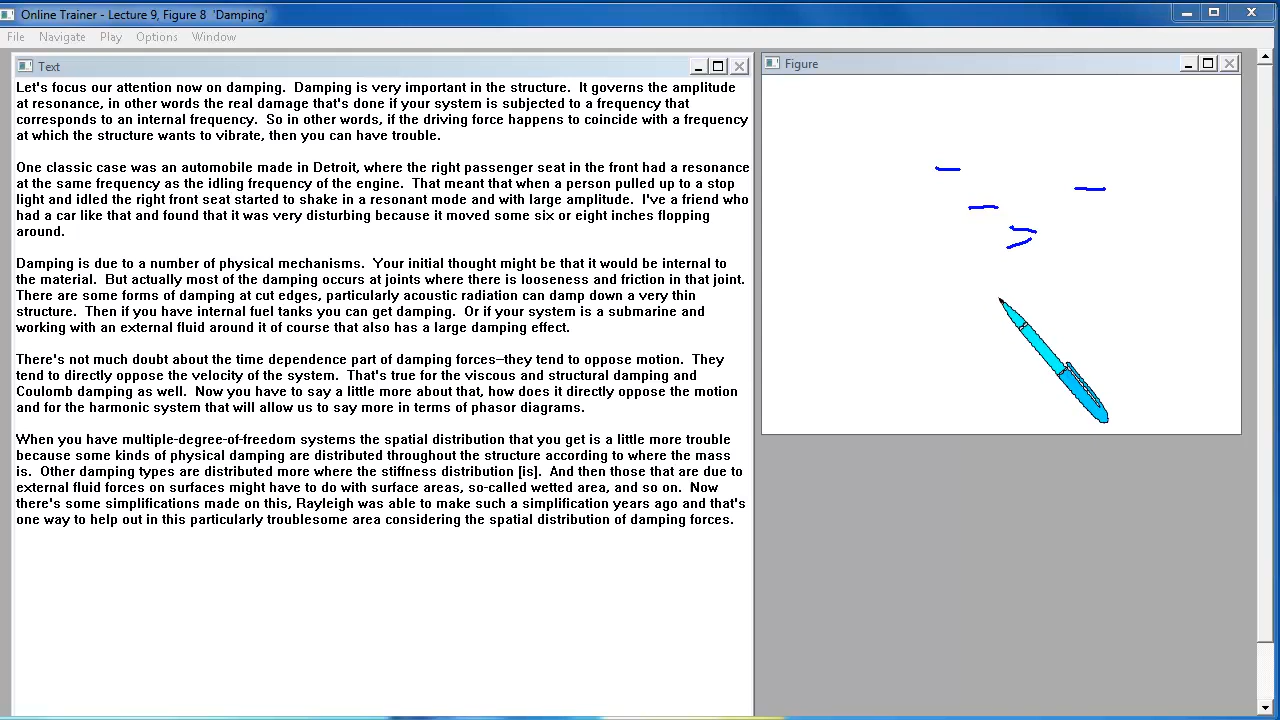 Online Trainer - Lecture 9, Figure 8  'Damping'
File Navigate Play Options Window
Text
Let's focus our attention now on damping.  Damping is very important in the structure.  It governs the amplitude
at resonance, in other words the real damage that's done if your system is subjected to a frequency that
corresponds to an internal frequency.  So in other words, if the driving force happens to coincide with a frequency
at which the structure wants to vibrate, then you can have trouble.
One classic case was an automobile made in Detroit, where the right passenger seat in the front had a resonance
at the same frequency as the idling frequency of the engine.  That meant that when a person pulled up to a stop
light and idled the right front seat started to shake in a resonant mode and with large amplitude.  I've a friend who
had a car like that and found that it was very disturbing because it moved some six or eight inches flopping
around.
Damping is due to a number of physical mechanisms.  Your initial thought might be that it would be internal to
the material.  But actually most of the damping occurs at joints where there is looseness and friction in that joint.
There are some forms of damping at cut edges, particularly acoustic radiation can damp down a very thin
structure.  Then if you have internal fuel tanks you can get damping.  Or if your system is a submarine and
working with an external fluid around it of course that also has a large damping effect.
There's not much doubt about the time dependence part of damping forces–they tend to oppose motion.  They
tend to directly oppose the velocity of the system.  That's true for the viscous and structural damping and
Coulomb damping as well.  Now you have to say a little more about that, how does it directly oppose the motion
and for the harmonic system that will allow us to say more in terms of phasor diagrams.
When you have multiple-degree-of-freedom systems the spatial distribution that you get is a little more trouble
because some kinds of physical damping are distributed throughout the structure according to where the mass
is.  Other damping types are distributed more where the stiffness distribution [is].  And then those that are due to
external fluid forces on surfaces might have to do with surface areas, so-called wetted area, and so on.  Now
there's some simplifications made on this, Rayleigh was able to make such a simplification years ago and that's
one way to help out in this particularly troublesome area considering the spatial distribution of damping forces.
Figure